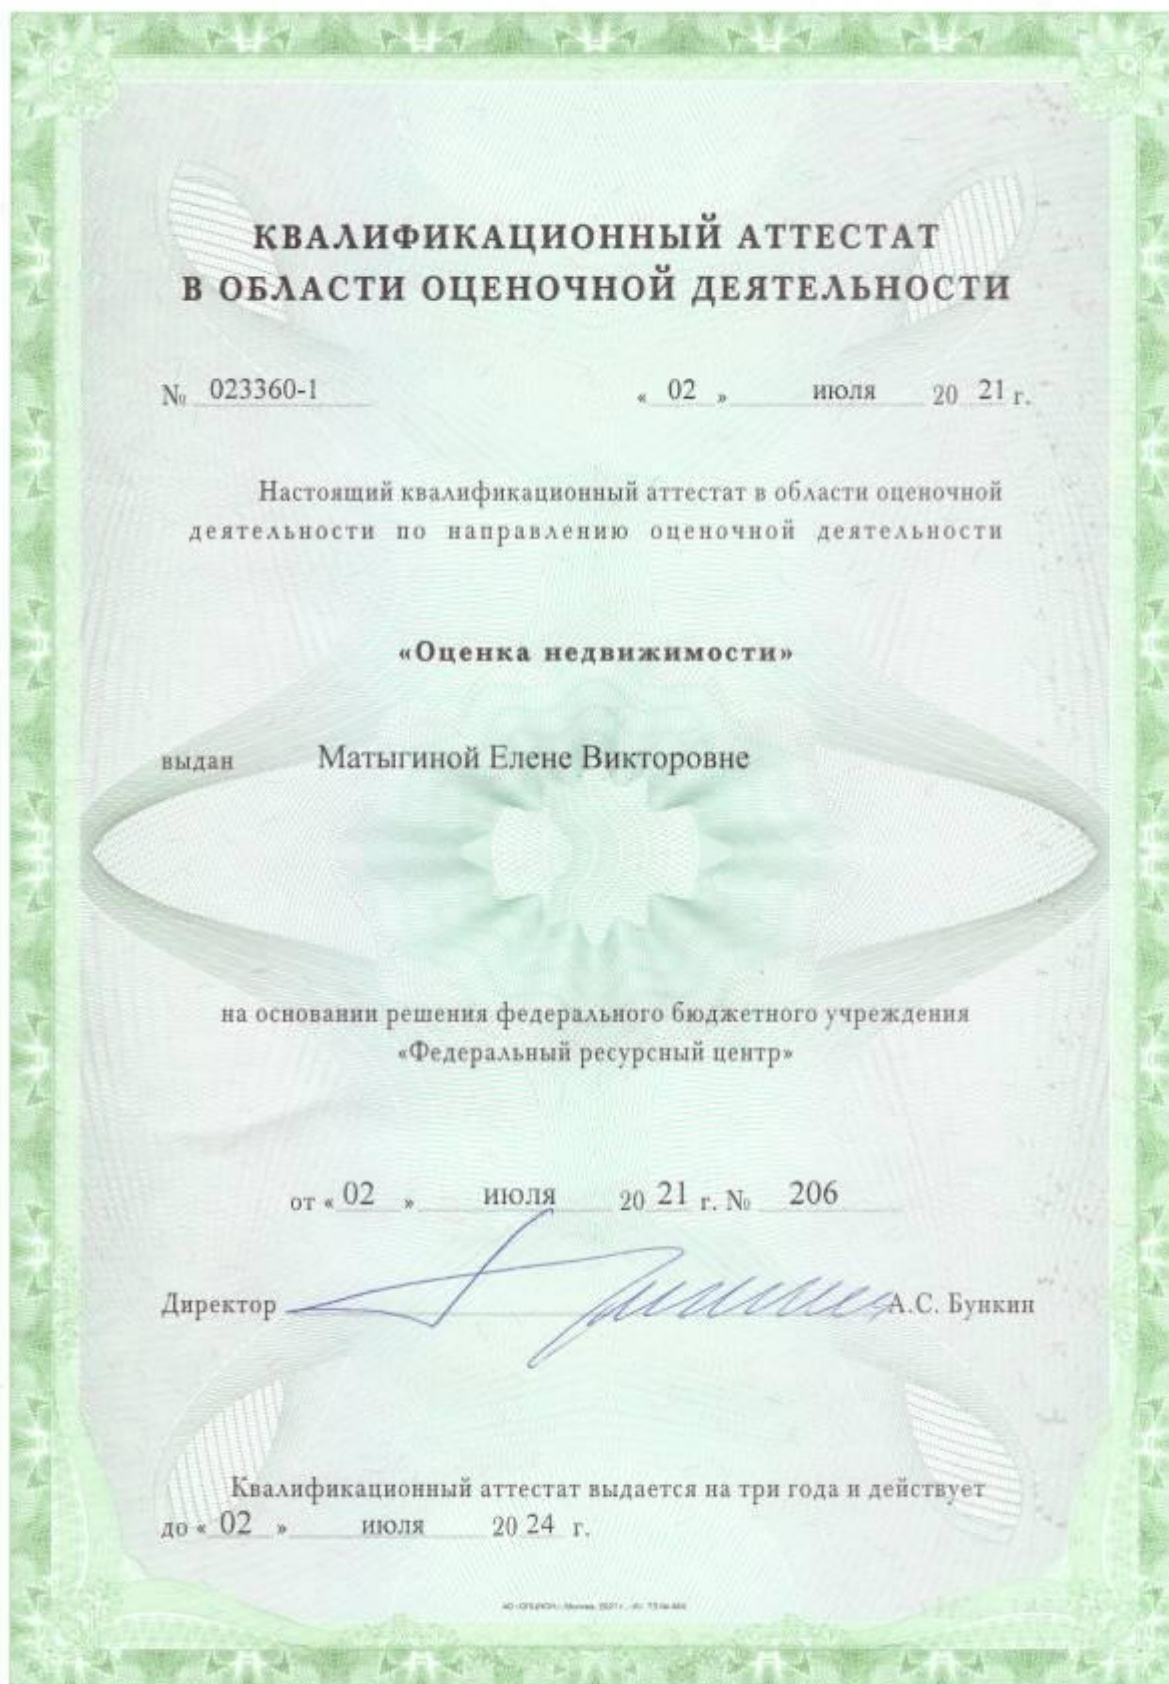 КВАЛИФИКАЦИОННЫЙ АТТЕСТАТ
В ОБЛАСТИ ОЦЕНОЧНОЙ ДЕЯТЕЛЬНОСТИ
№ 023360-1 « 02 » июля 20 21 г.
Настоящий квалификационный аттестат в области оценочной
деятельности по направлению оценочной деятельности
«Оценка недвижимости»
выдан Матыгиной Елене Викторовне
на основании решения федерального бюджетного учреждения
«Федеральный ресурсный центр»
от « 02 » июля 20 21 г. № 206
Директор А.С. Бункин
Квалификационный аттестат выдается на три года и действует
до « 02 » июля 20 24 г.